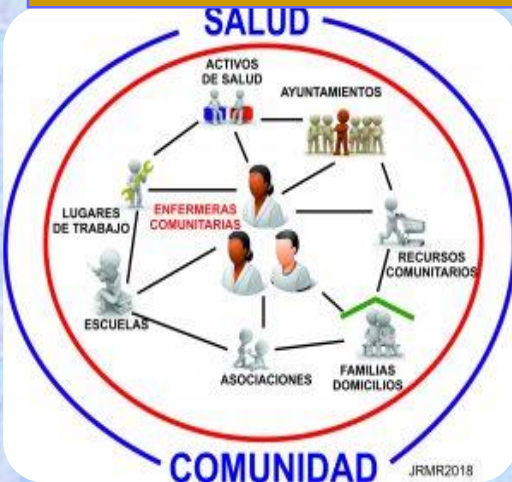 SALUD
ACTIVOS
DE SALUD
AYUNTAMIENTOS
LUGARES
DE TRABAJO
ENFERMERAS
COMUNITARIAS
RECURSOS
COMUNITARIOS
ESCUELAS
ASOCIACIONES
FAMILIAS
DOMICILIOS
COMUNIDAD
JRMR2018